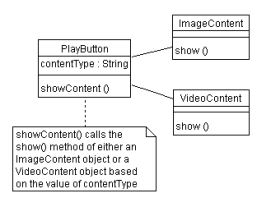 ImageContent
show ()
PlayButton
contentType : String
showContent ()
VideoContent
show ()
showContent() calls the
show() method of either an
ImageContent object or a
VideoContent object based
on the value of contentType